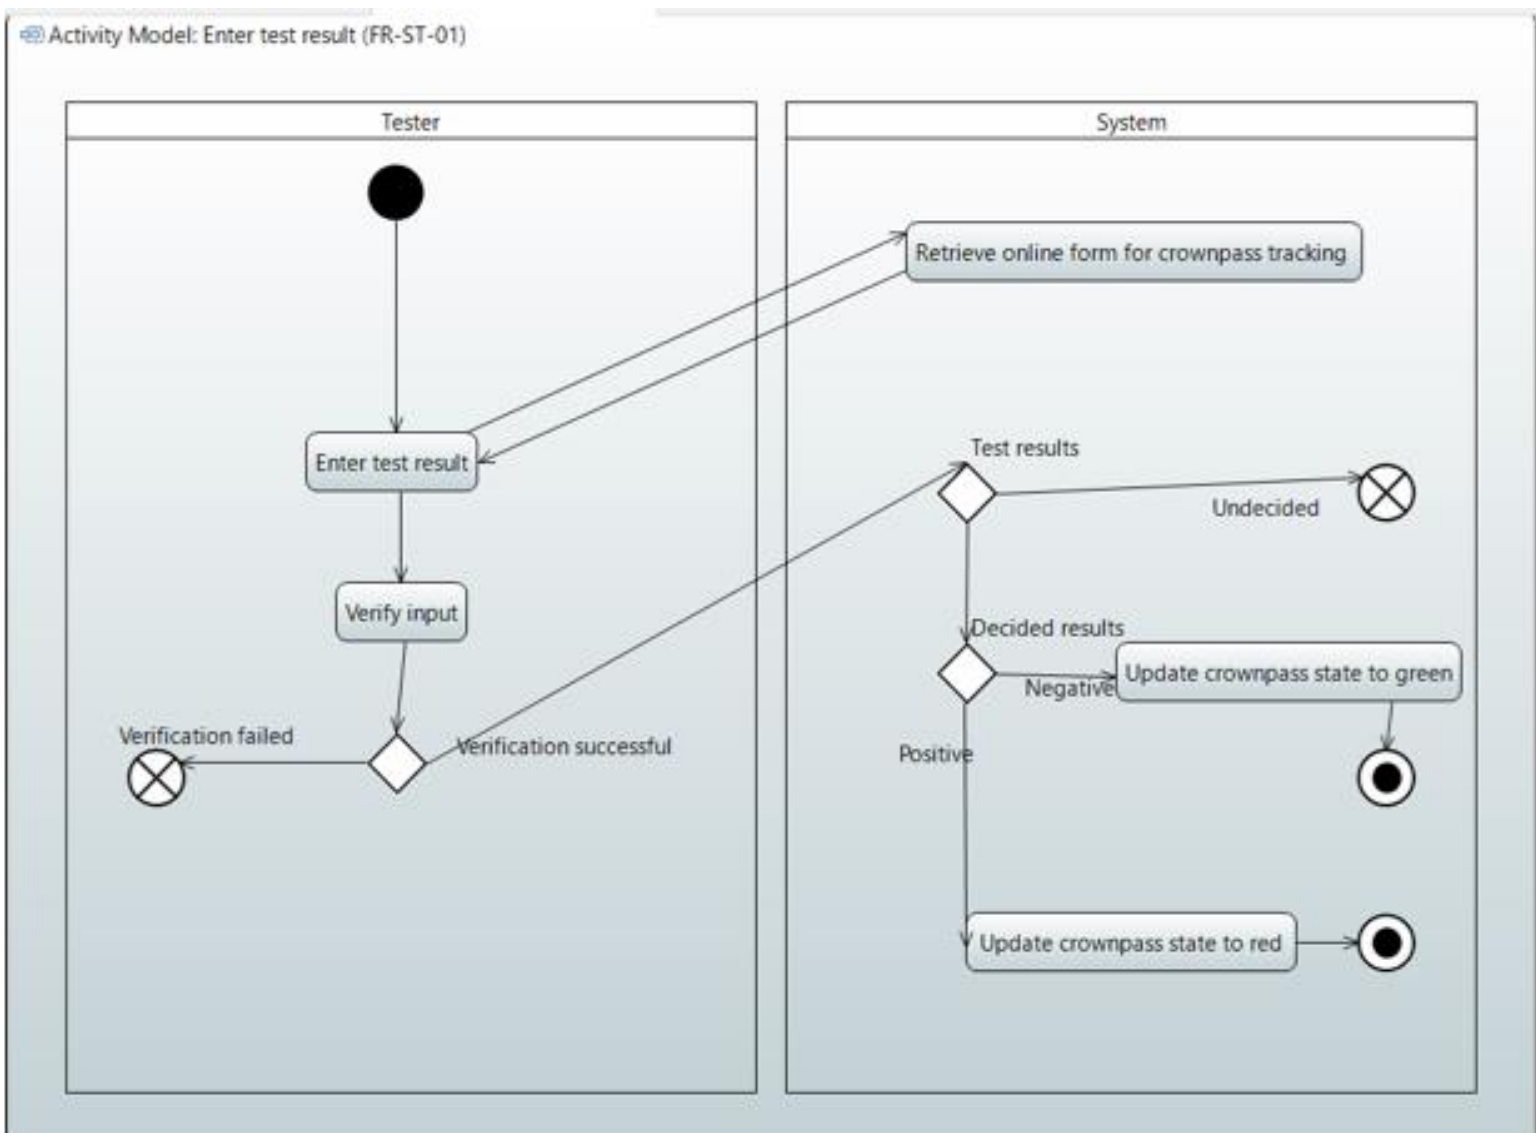 Activity Model: Enter test result (FR-ST-01)
Tester
System
Retrieve online form for crownpass tracking
Enter test result
Test results
Undecided
Verify input
Decided results
Update crownpass state to green
Negative
Verification failed
Verification successful
Positive
Update crownpass state to red